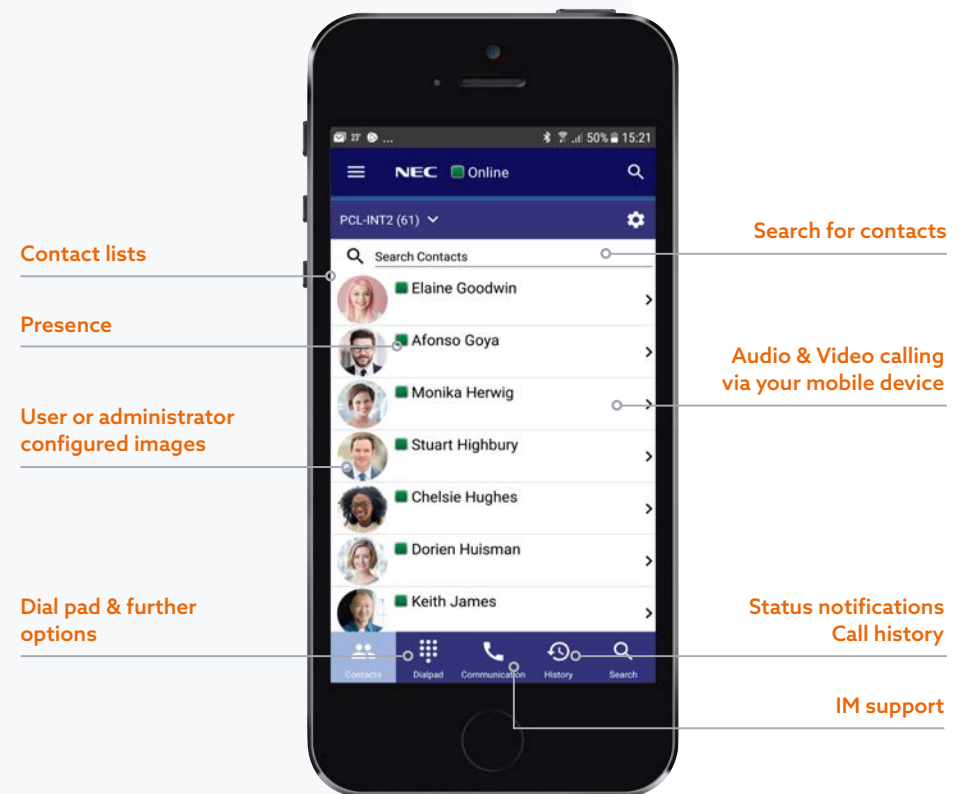 23° ...
50% 15:21
NEC Online
PCL-INT2 (61)
Search Contacts
Elaine Goodwin
Afonso Goya
Monika Herwig
Stuart Highbury
Chelsie Hughes
Dorien Huisman
Keith James
Contacts Dialpad Communication History Search
Contact lists
Presence
User or administrator
configured images
Dial pad & further
options
Search for contacts
Audio & Video calling
via your mobile device
Status notifications
Call history
IM support